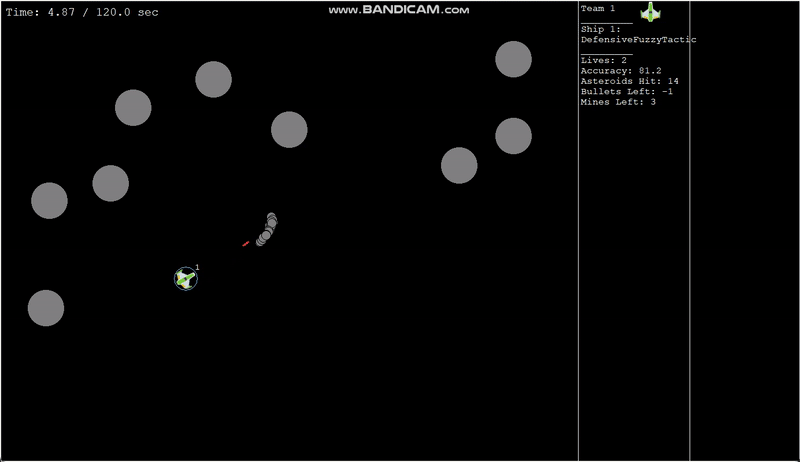 Time: 4.87 / 120.0 sec
www.BANDICAM.com
Team 1
Ship 1:
DefensiveFuzzyTactic
Lives: 2
Accuracy: 81.2
Asteroids Hit: 14
Bullets Left: -1
Mines Left: 3
1